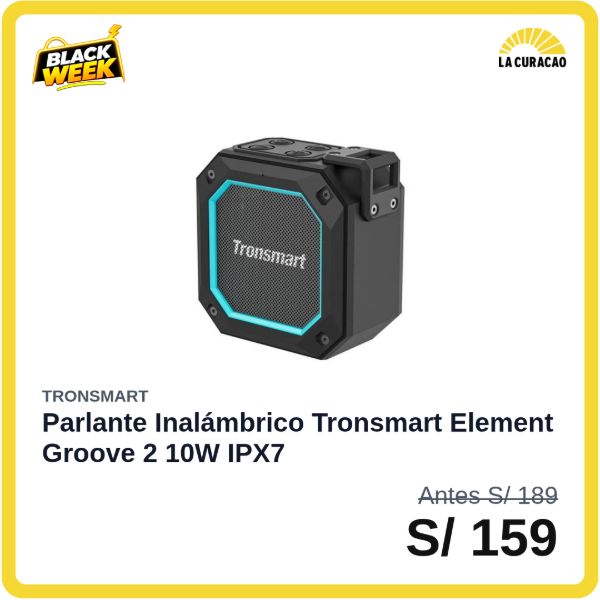 BLACK
WEEK
LA CURACAO
Tronsmart
TRONSMART
Parlante Inalámbrico Tronsmart Element
Groove 2 10W IPX7
Antes S/ 189
S/ 159